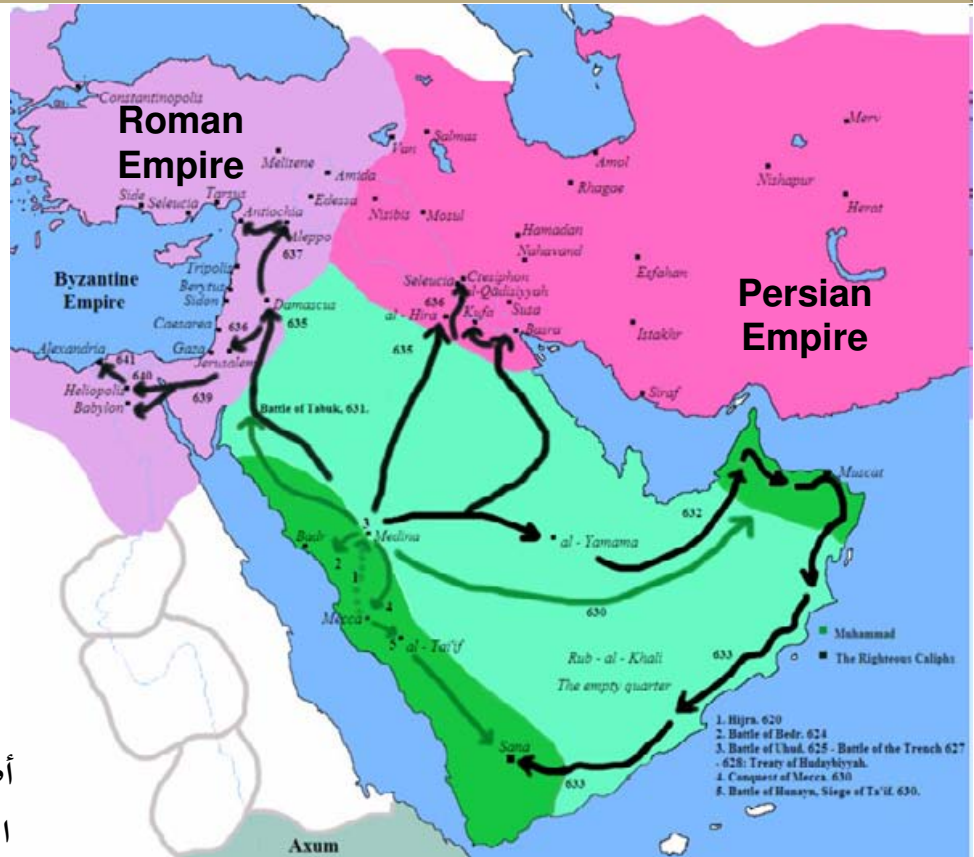 Constantinopolis
Roman
Empire
Melitene
Amida
Van
Salmas
Side
Seleucia
Tarsus
Edessa
Nisibis
Mosul
Antiochia
Aleppo
637
Amol
Rhagae
Merv
Nishapur
Herat
Hamadan
Nahavand
Esfahan
Persian
Empire
Istakhr
Siraf
Byzantine
Empire
Tripolis
Berytus
Sidon
Damascus
Caesarea
636
635
Gaza
Jerusalem
Alexandria
641
640
639
Heliopolis
Babylon
Seleucia
Ctesiphon
al-Qâdisiyyah
636
al - Hira
Kufa
Susa
Basra
635
Battle of Tabuk, 631.
3
Medina
Badr
2
1
4
Mecca
5
al - Tai'if
al - Yamama
632
630
Muscat
Rub - al - Khali
The empty quarter
633
Muhammad
The Righteous Caliphs
Sana
633
1. Hijra. 620
2. Battle of Bedr. 624
3. Battle of Uhud. 625 - Battle of the Trench 627
- 628: Treaty of Hudaybiyyah.
4. Conquest of Mecca. 630
5. Battle of Hunayn, Siege of Ta'if. 630.
Axum